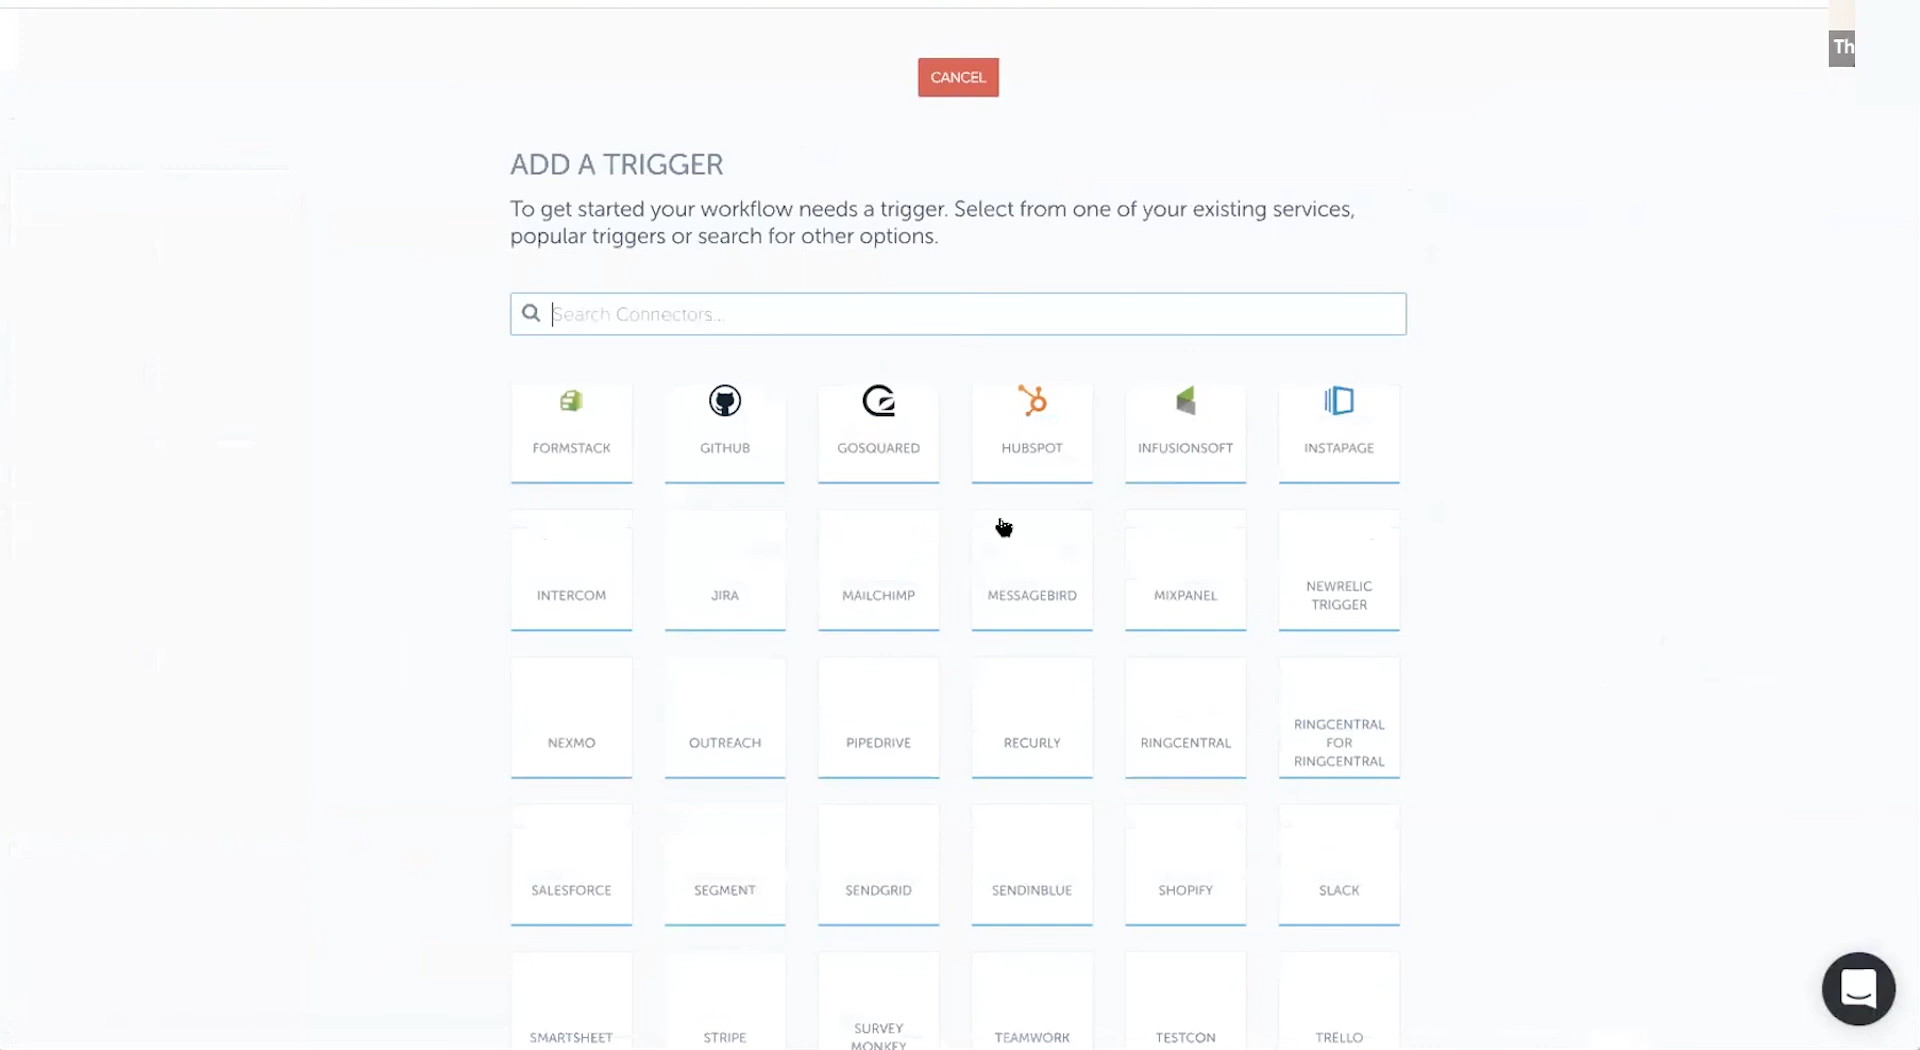 Th
CANCEL
ADD A TRIGGER
To get started your workflow needs a trigger. Select from one of your existing services,
popular triggers or search for other options.
Search Connectors...
FORMSTACK
GITHUB
GOSQUARED
HUBSPOT
INFUSIONSOFT
INSTAPAGE
INTERCOM
JIRA
MAILCHIMP
MESSAGEBIRD
MIXPANEL
NEWRELIC
TRIGGER
NEXMO
OUTREACH
PIPEDRIVE
RECURLY
RINGCENTRAL
RINGCENTRAL
FOR
RINGCENTRAL
SALESFORCE
SEGMENT
SENDGRID
SENDINBLUE
SHOPIFY
SLACK
SMARTSHEET
STRIPE
SURVEY
MONKEY
TEAMWORK
TESTCON
TRELLO